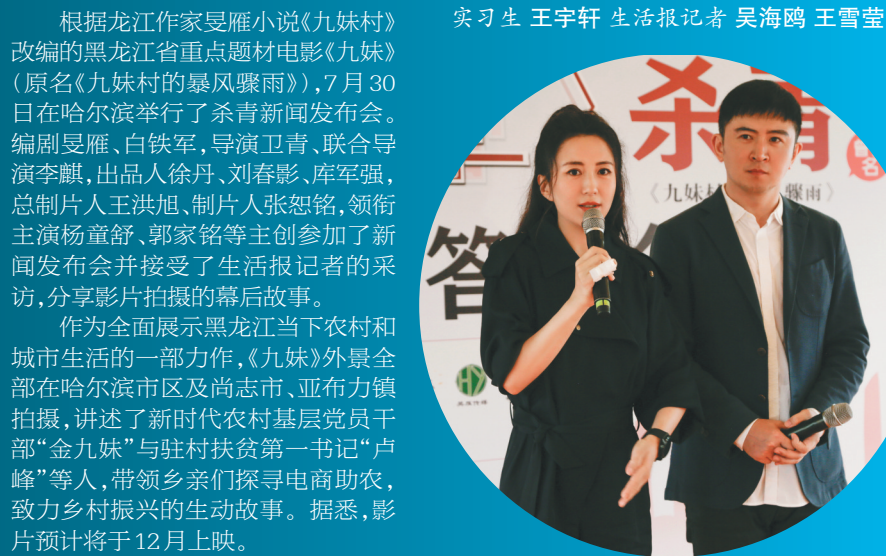 根据龙江作家旻雁小说《九妹村》
改编的黑龙江省重点题材电影《九妹》
（原名《九妹村的暴风骤雨》），7月30
日在哈尔滨举行了杀青新闻发布会。
编剧旻雁、白铁军，导演卫青、联合导
演李麒，出品人徐丹、刘春影、库军强，
总制片人王洪旭、制片人张恕铭，领衔
主演杨童舒、郭家铭等主创参加了新
闻发布会并接受了生活报记者的采
访，分享影片拍摄的幕后故事。
作为全面展示黑龙江当下农村和
城市生活的一部力作，《九妹》外景全
部在哈尔滨市区及尚志市、亚布力镇
拍摄，讲述了新时代农村基层党员干
部“金九妹”与驻村扶贫第一书记“卢
峰”等人，带领乡亲们探寻电商助农，
致力乡村振兴的生动故事。据悉，影
片预计将于12月上映。
实习生 王宇轩 生活报记者 吴海鸥 王雪莹
杀青
《九妹村 骤雨》
答